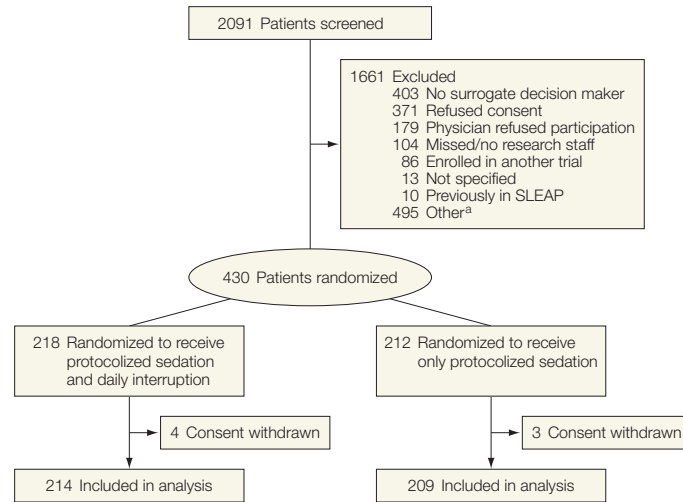 2091 Patients screened
1661 Excluded
403 No surrogate decision maker
371 Refused consent
179 Physician refused participation
104 Missed/no research staff
86 Enrolled in another trial
13 Not specified
10 Previously in SLEAP
495 Otherᵃ
430 Patients randomized
218 Randomized to receive
protocolized sedation
and daily interruption
212 Randomized to receive
only protocolized sedation
4 Consent withdrawn
3 Consent withdrawn
214 Included in analysis
209 Included in analysis